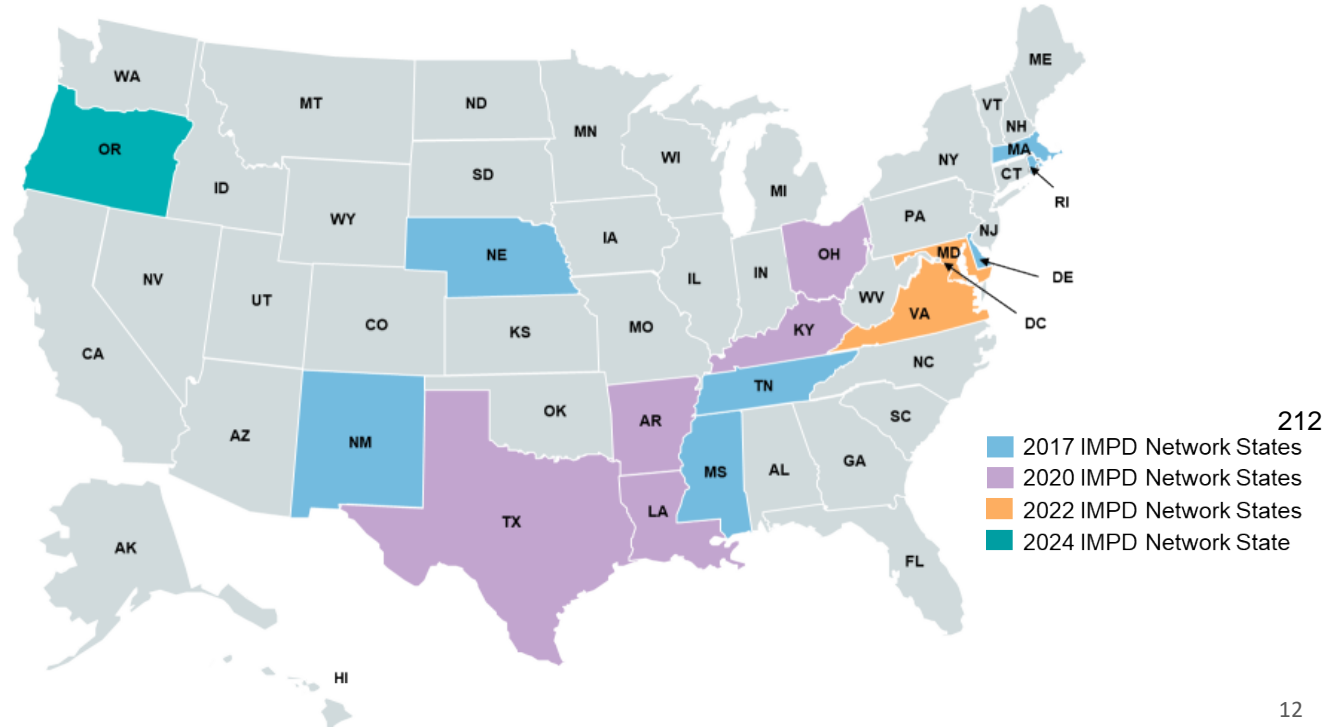 WA
MT
ND
MN
WI
MI
NY
VT
NH
ME
MA
CT
RI
OR
ID
WY
SD
IA
NE
IL
IN
OH
PA
NJ
MD
DE
DC
WV
VA
NV
UT
CO
KS
MO
KY
CA
NC
TN
AZ
NM
OK
AR
SC
MS
AL
GA
TX
LA
FL
AK
HI
212
2017 IMPD Network States
2020 IMPD Network States
2022 IMPD Network States
2024 IMPD Network State
12